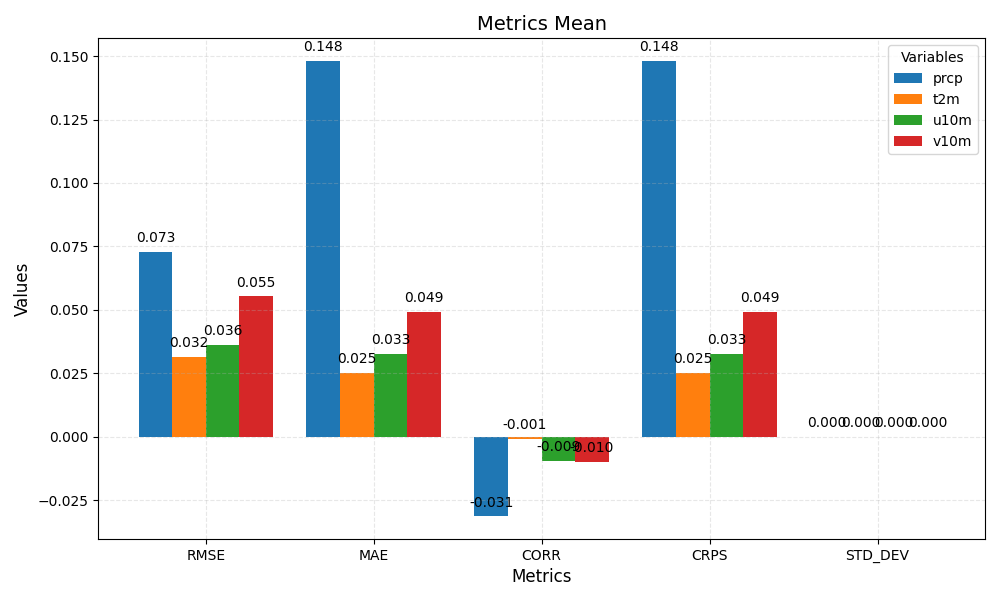 Metrics Mean
Values
0.150
0.125
0.100
0.075
0.050
0.025
0.000
−0.025
0.073
0.032
0.036
0.055
0.148
0.025
0.033
0.049
-0.031
-0.001
-0.009
-0.010
0.148
0.025
0.033
0.049
0.000
0.000
0.000
0.000
Variables
prcp
t2m
u10m
v10m
RMSE
MAE
CORR
CRPS
STD_DEV
Metrics